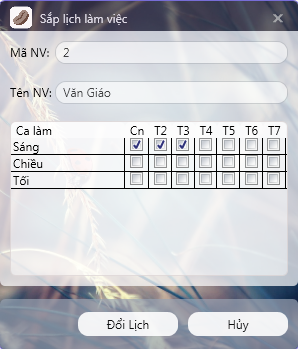 Sắp lịch làm việc
Mã NV: 2
Tên NV: Văn Giáo
Ca làm Cn T2 T3 T4 T5 T6 T7
Sáng
Chiều
Tối
Đổi Lịch Hủy